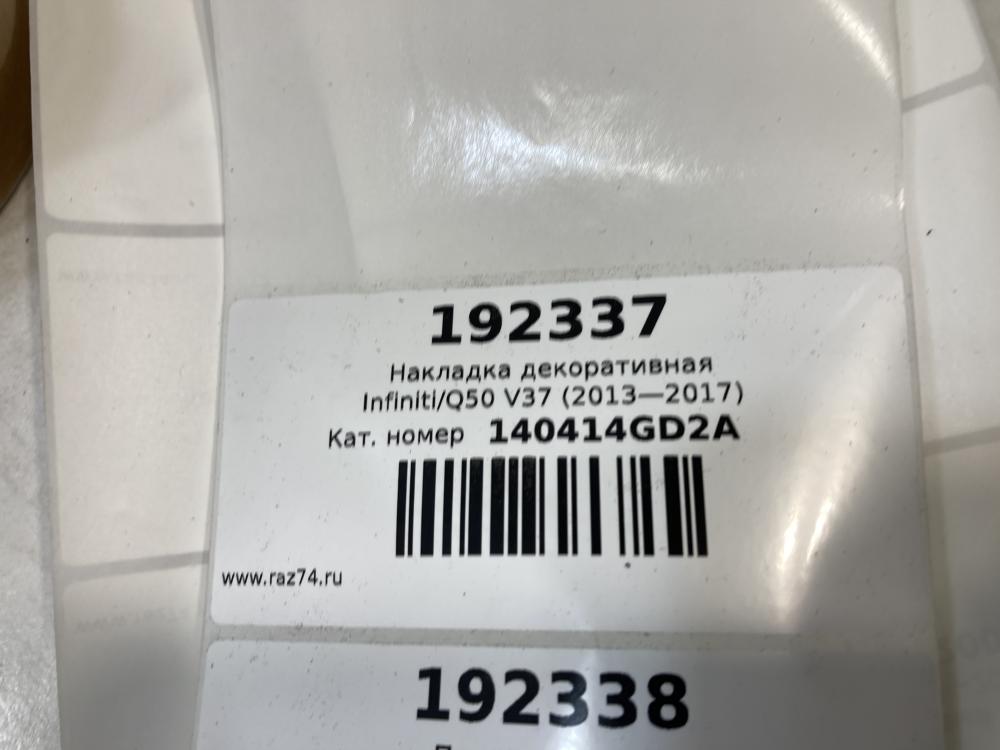 192337
Накладка декоративная
Infiniti/Q50 V37 (2013—2017)
Кат. номер 140414GD2A
www.raz74.ru
192338